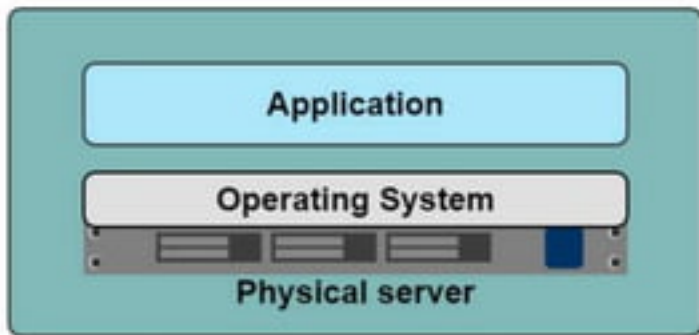 Application
Operating System
Physical server